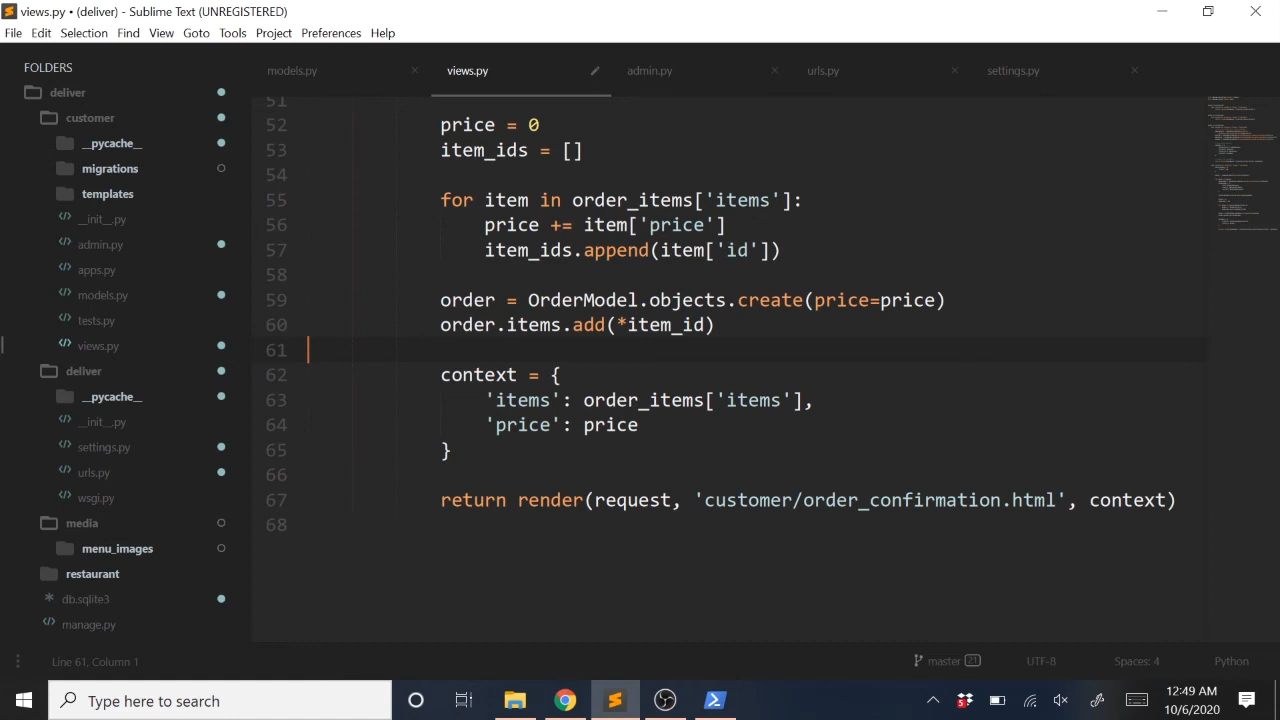 views.py • (deliver) - Sublime Text (UNREGISTERED)
File Edit Selection Find View Goto Tools Project Preferences Help
FOLDERS
deliver
customer
__pycache__
migrations
templates
__init__.py
admin.py
apps.py
models.py
tests.py
views.py
deliver
__pycache__
__init__.py
settings.py
urls.py
wsgi.py
media
menu_images
restaurant
db.sqlite3
manage.py
models.py views.py admin.py urls.py settings.py
51
52 price = 0
53 item_ids = []
54
55 for item in order_items['items']:
56 price += item['price']
57 item_ids.append(item['id'])
58
59 order = OrderModel.objects.create(price=price)
60 order.items.add(*item_id)
61
62 context = {
63 'items': order_items['items'],
64 'price': price
65 }
66
67 return render(request, 'customer/order_confirmation.html', context)
68
Line 61, Column 1 master 21 UTF-8 Spaces: 4 Python
Type here to search
12:49 AM
10/6/2020